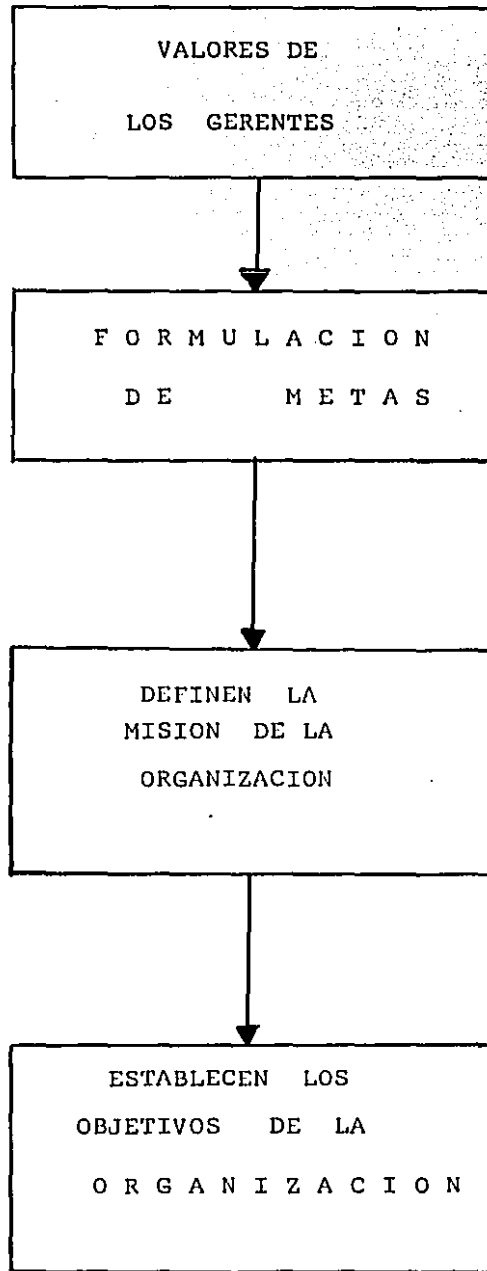 VALORES DE
LOS GERENTES
F O R M U L A C I O N
D E M E T A S
DEFINEN LA
MISION DE LA
ORGANIZACION
ESTABLECEN LOS
OBJETIVOS DE LA
O R G A N I Z A C I O N